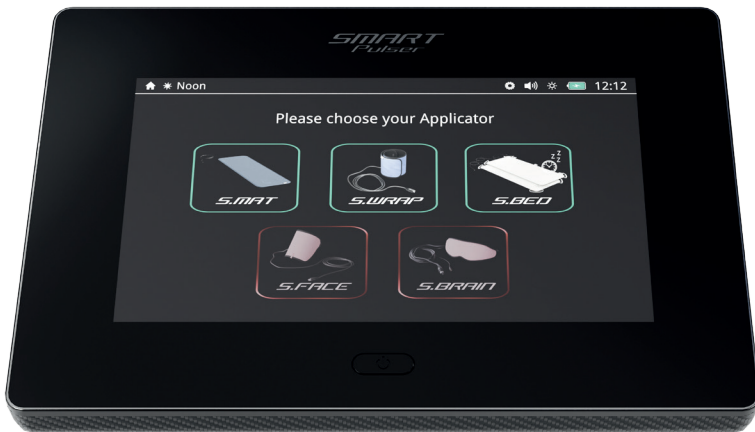 SMART
Pulser
Noon 12:12
Please choose your Applicator
S.MAT S.WRAP S.BED
z z z
S.FACE S.BRAIN